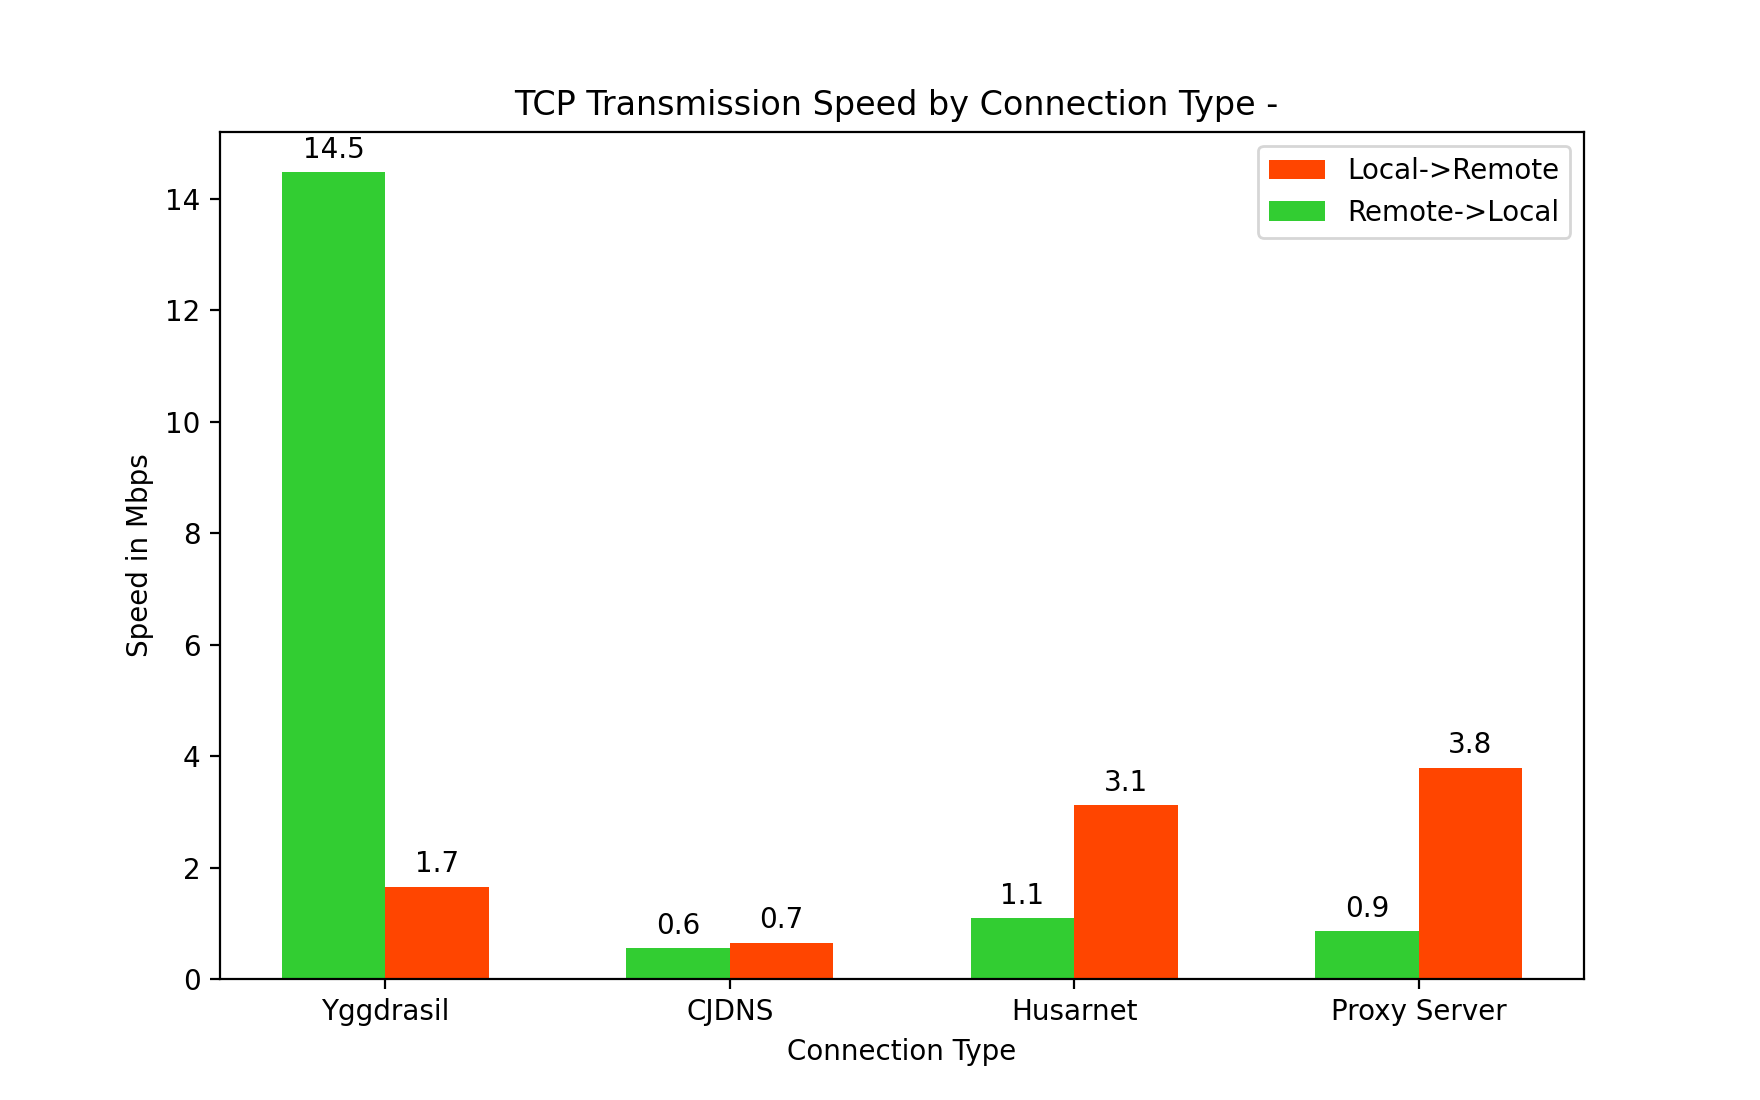 TCP Transmission Speed by Connection Type -
Local->Remote
Remote->Local
Speed in Mbps
14
12
10
8
6
4
2
0
14.5
1.7
0.6
0.7
1.1
3.1
0.9
3.8
Yggdrasil
CJDNS
Husarnet
Proxy Server
Connection Type